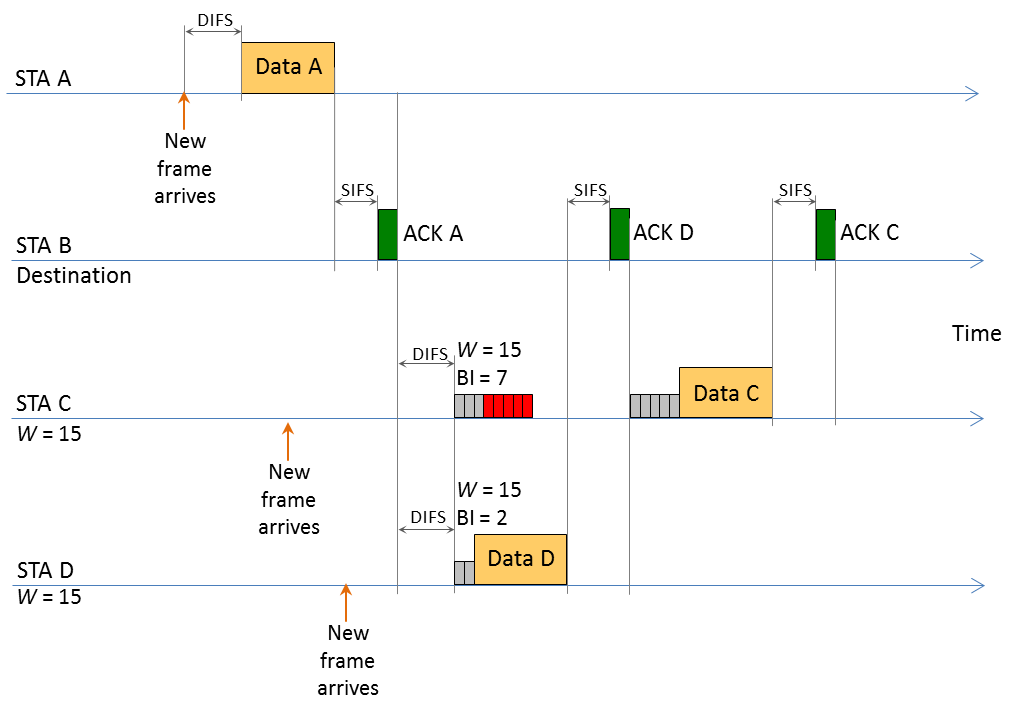 DIFS
Data A
STA A
New
frame
arrives
SIFS
SIFS
SIFS
ACK A
ACK D
ACK C
STA B
Destination
Time
DIFS
W = 15
BI = 7
Data C
STA C
W = 15
New
frame
arrives
W = 15
DIFS
BI = 2
Data D
STA D
W = 15
New
frame
arrives